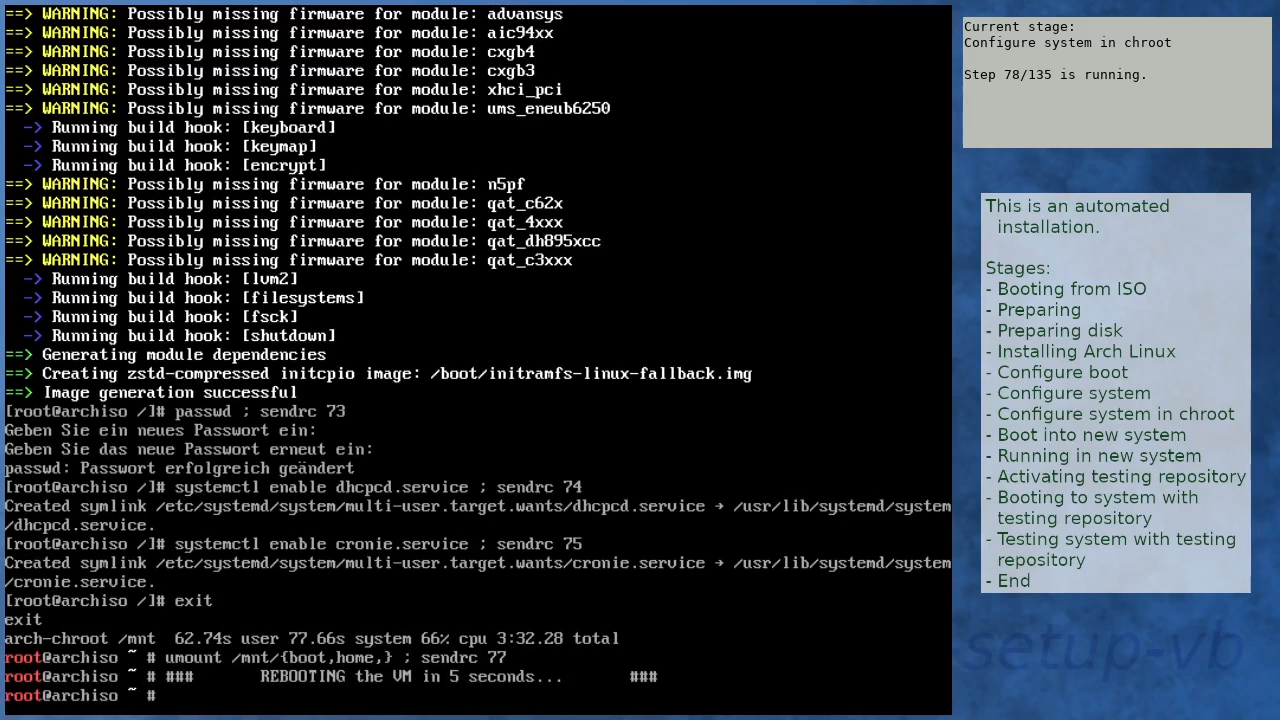 ==> WARNING: Possibly missing firmware for module: advansys
==> WARNING: Possibly missing firmware for module: aic94xx
==> WARNING: Possibly missing firmware for module: cxgb4
==> WARNING: Possibly missing firmware for module: cxgb3
==> WARNING: Possibly missing firmware for module: xhci_pci
==> WARNING: Possibly missing firmware for module: ums_eneub6250
-> Running build hook: [keyboard]
-> Running build hook: [keymap]
-> Running build hook: [encrypt]
==> WARNING: Possibly missing firmware for module: n5pf
==> WARNING: Possibly missing firmware for module: qat_c62x
==> WARNING: Possibly missing firmware for module: qat_4xxx
==> WARNING: Possibly missing firmware for module: qat_dh895xcc
==> WARNING: Possibly missing firmware for module: qat_c3xxx
-> Running build hook: [lvm2]
-> Running build hook: [filesystems]
-> Running build hook: [fsck]
-> Running build hook: [shutdown]
==> Generating module dependencies
==> Creating zstd-compressed initcpio image: /boot/initramfs-linux-fallback.img
==> Image generation successful
[root@archiso /]# passwd ; sendrc 73
Geben Sie ein neues Passwort ein:
Geben Sie das neue Passwort erneut ein:
passwd: Passwort erfolgreich geändert
[root@archiso /]# systemctl enable dhcpcd.service ; sendrc 74
Created symlink /etc/systemd/system/multi-user.target.wants/dhcpcd.service → /usr/lib/systemd/system
/dhcpcd.service.
[root@archiso /]# systemctl enable cronie.service ; sendrc 75
Created symlink /etc/systemd/system/multi-user.target.wants/cronie.service → /usr/lib/systemd/system
/cronie.service.
[root@archiso /]# exit
exit
arch-chroot /mnt  62.74s user 77.66s system 66% cpu 3:32.28 total
root@archiso ~ # umount /mnt/{boot,home,} ; sendrc 77
root@archiso ~ # ###       REBOOTING the VM in 5 seconds...       ###
root@archiso ~ #
Current stage:
Configure system in chroot
Step 78/135 is running.
This is an automated
installation.
Stages:
- Booting from ISO
- Preparing
- Preparing disk
- Installing Arch Linux
- Configure boot
- Configure system
- Configure system in chroot
- Boot into new system
- Running in new system
- Activating testing repository
- Booting to system with
testing repository
- Testing system with testing
repository
- End
setup-vb